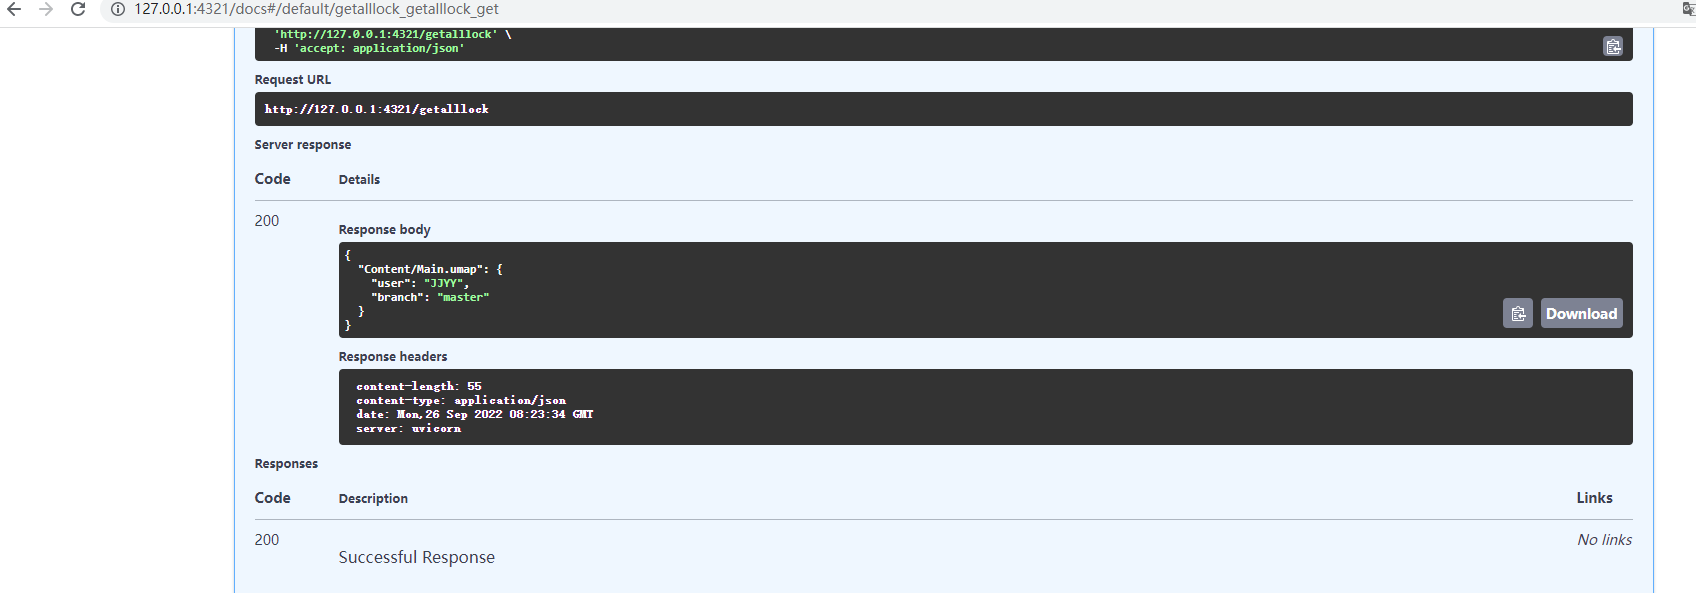 127.0.0.1:4321/docs#/default/getalllock_getalllock_get
'http://127.0.0.1:4321/getalllock' \
-H 'accept: application/json'
Request URL
http://127.0.0.1:4321/getalllock
Server response
Code Details
200
Response body
{
"Content/Main.umap": {
"user": "JJYY",
"branch": "master"
}
}
Download
Response headers
content-length: 55
content-type: application/json
date: Mon,26 Sep 2022 08:23:34 GMT
server: uvicorn
Responses
Code Description Links
200 No links
Successful Response